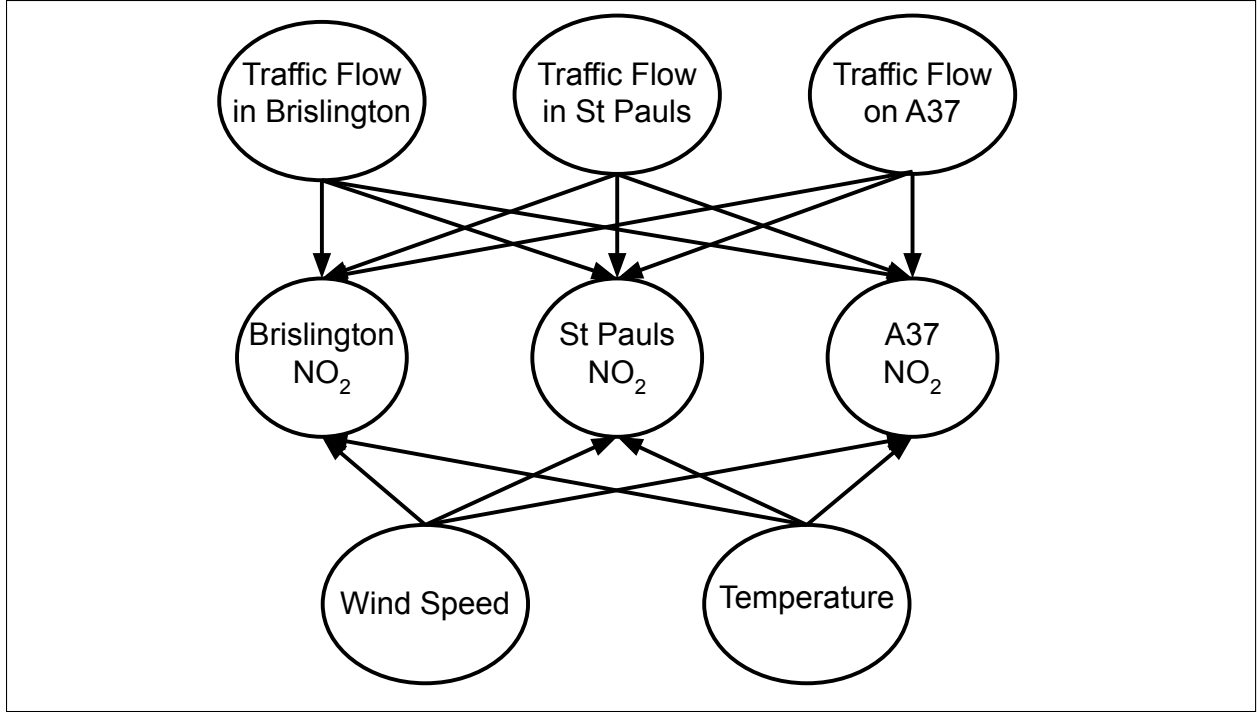 Traffic Flow
in Brislington
Traffic Flow
in St Pauls
Traffic Flow
on A37
Brislington
NO₂
St Pauls
NO₂
A37
NO₂
Wind Speed
Temperature